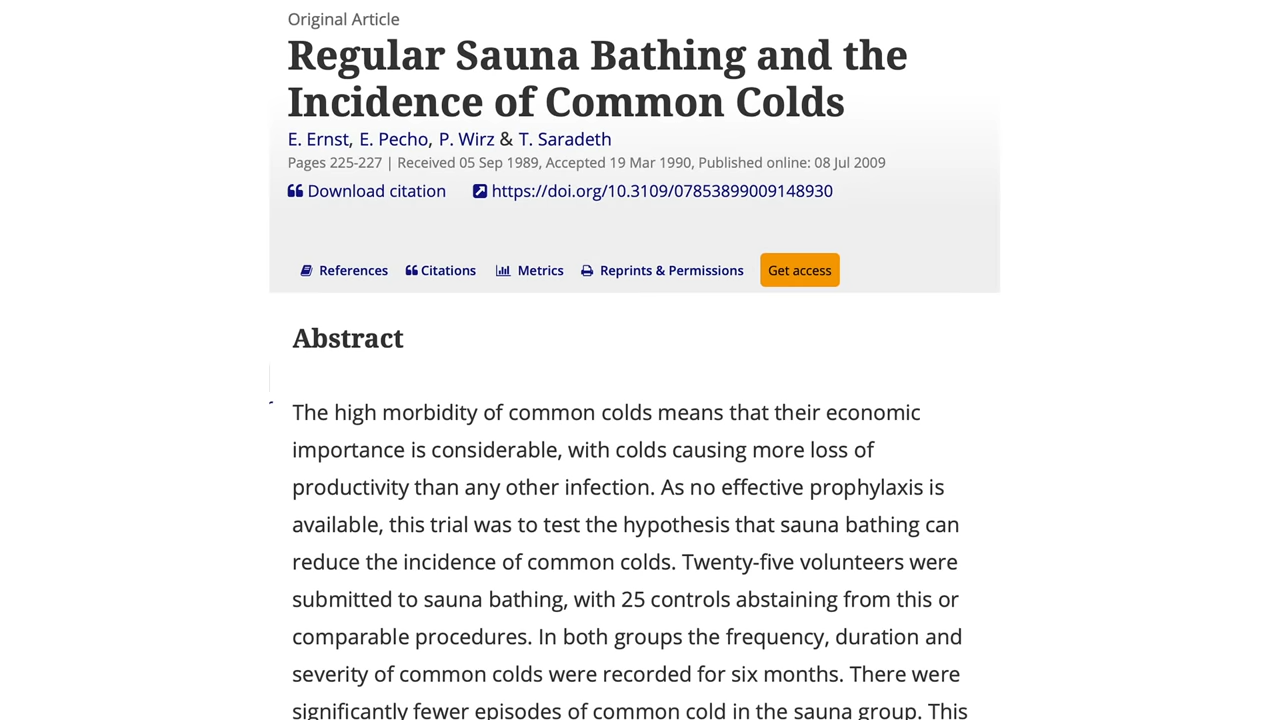 Original Article
Regular Sauna Bathing and the
Incidence of Common Colds
E. Ernst, E. Pecho, P. Wirz & T. Saradeth
Pages 225-227 | Received 05 Sep 1989, Accepted 19 Mar 1990, Published online: 08 Jul 2009
Download citation https://doi.org/10.3109/07853899009148930
References Citations Metrics Reprints & Permissions Get access
Abstract
The high morbidity of common colds means that their economic
importance is considerable, with colds causing more loss of
productivity than any other infection. As no effective prophylaxis is
available, this trial was to test the hypothesis that sauna bathing can
reduce the incidence of common colds. Twenty-five volunteers were
submitted to sauna bathing, with 25 controls abstaining from this or
comparable procedures. In both groups the frequency, duration and
severity of common colds were recorded for six months. There were
significantly fewer episodes of common cold in the sauna group. This